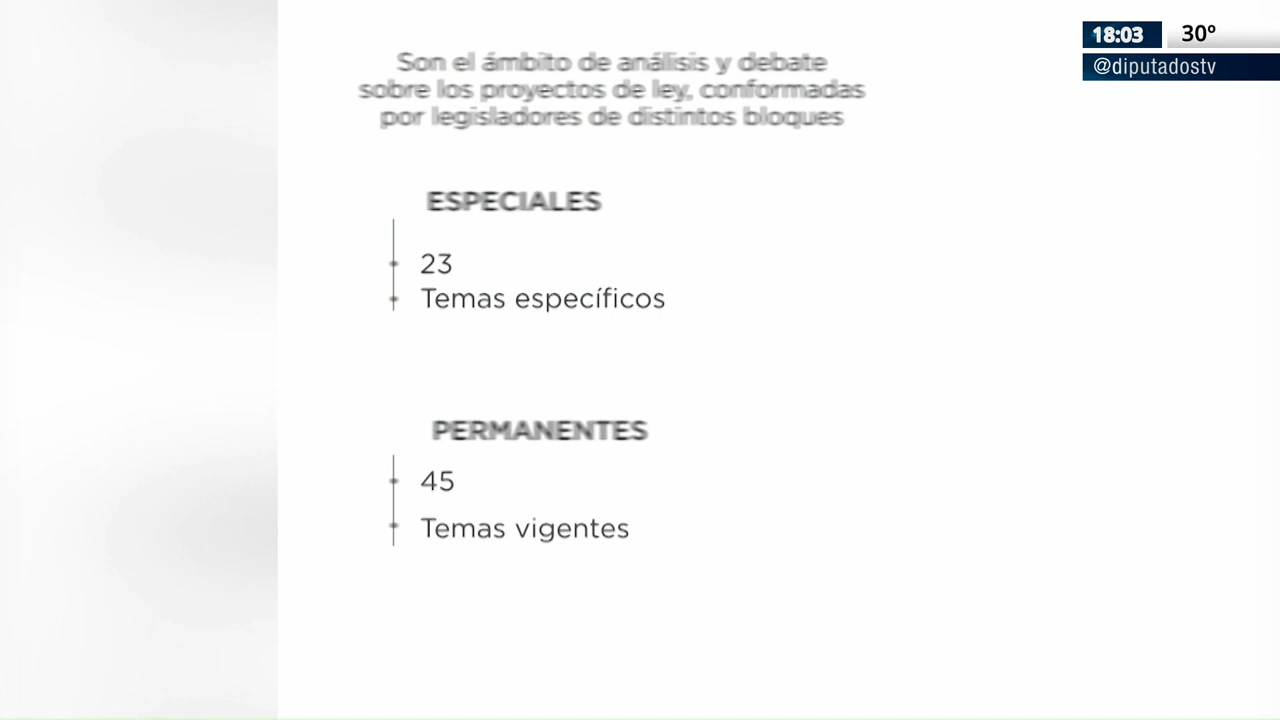 18:03 30º
@diputadostv
Son el ámbito de análisis y debate
sobre los proyectos de ley, conformadas
por legisladores de distintos bloques
ESPECIALES
23
Temas específicos
PERMANENTES
45
Temas vigentes